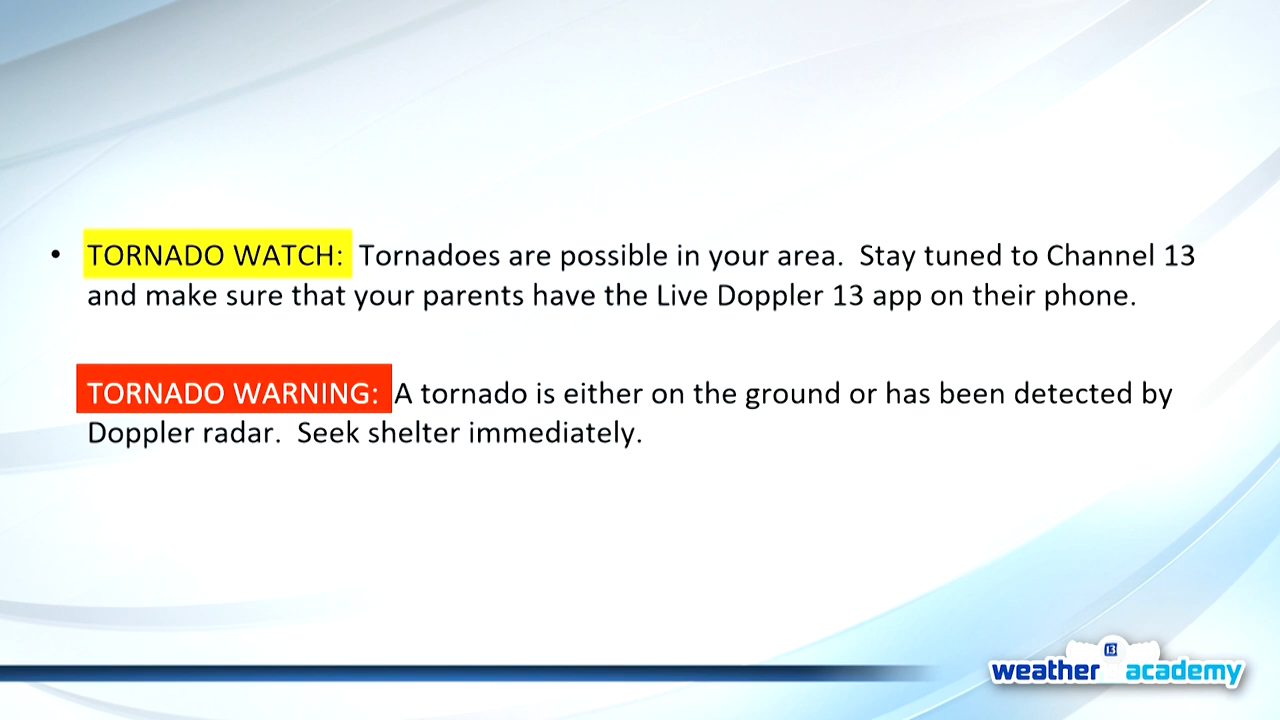 • TORNADO WATCH: Tornadoes are possible in your area. Stay tuned to Channel 13
and make sure that your parents have the Live Doppler 13 app on their phone.
TORNADO WARNING: A tornado is either on the ground or has been detected by
Doppler radar. Seek shelter immediately.
13
weather academy